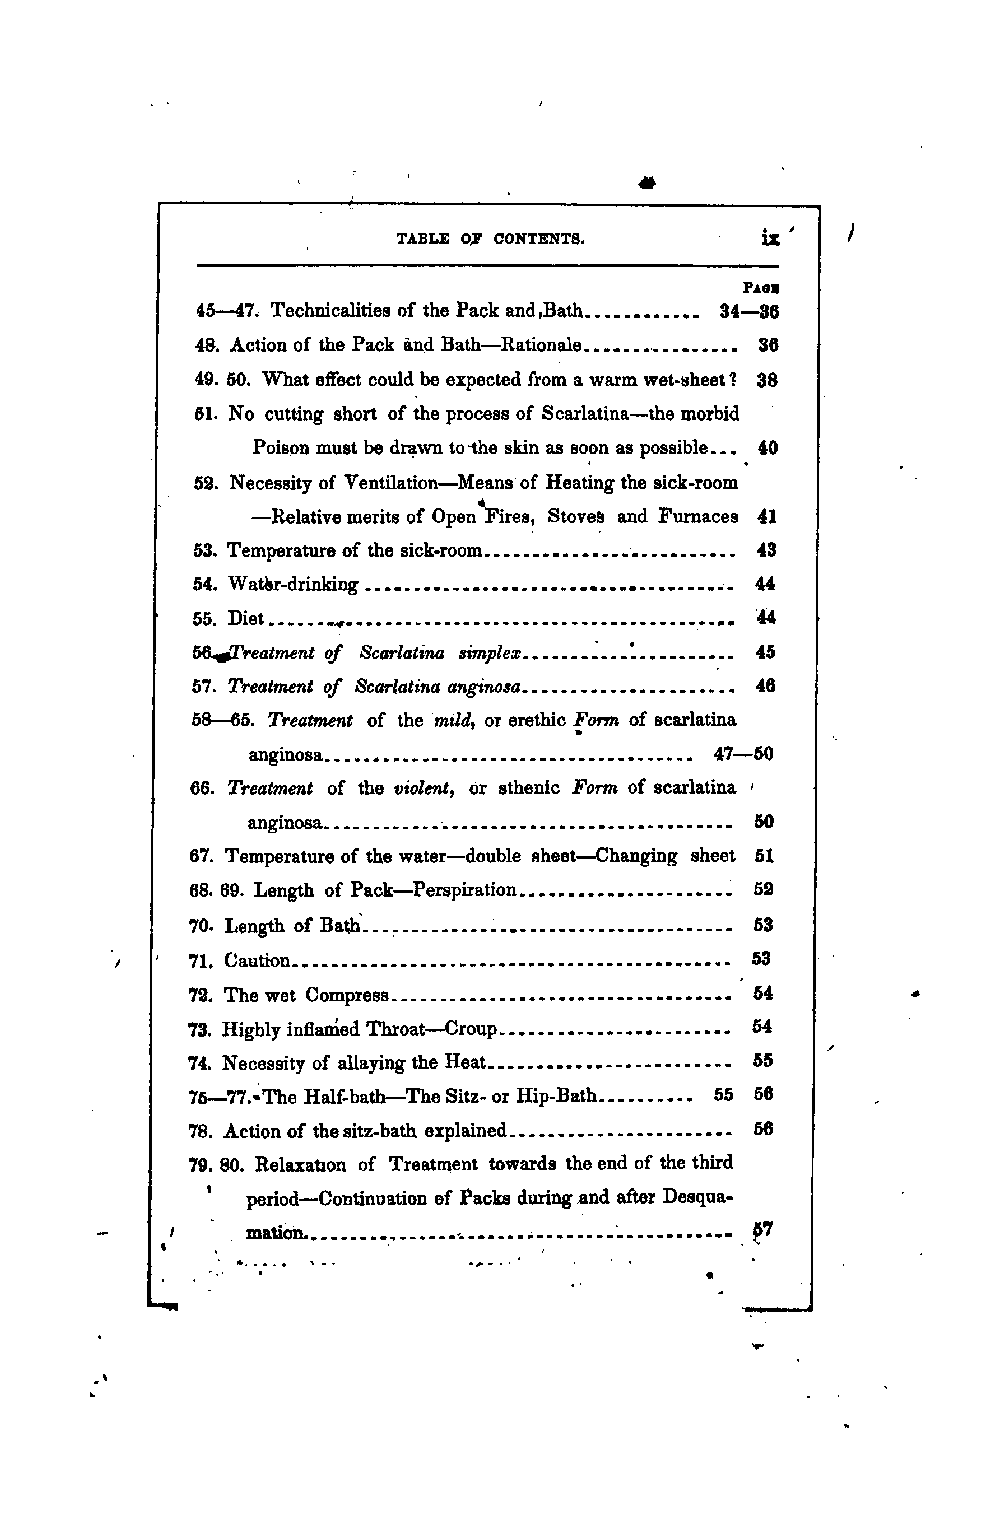 TABLE OF CONTENTS. ix
PAGE
45—47. Technicalities of the Pack and Bath............ 34—36
48. Action of the Pack and Bath—Rationale................ 36
49. 50. What effect could be expected from a warm wet-sheet? 38
51. No cutting short of the process of Scarlatina—the morbid
Poison must be drawn to the skin as soon as possible... 40
52. Necessity of Ventilation—Means of Heating the sick-room
—Relative merits of Open Fires, Stoves and Furnaces 41
53. Temperature of the sick-room.......................... 43
54. Water-drinking ...................................... 44
55. Diet................................................ 44
56. Treatment of Scarlatina simplex...................... 45
57. Treatment of Scarlatina anginosa...................... 46
58—65. Treatment of the mild, or erethic Form of scarlatina
anginosa...................................... 47—50
66. Treatment of the violent, or sthenic Form of scarlatina
anginosa.......................................... 50
67. Temperature of the water—double sheet—Changing sheet 51
68. 69. Length of Pack—Perspiration...................... 52
70. Length of Bath...................................... 53
71. Caution............................................. 53
72. The wet Compress................................... 54
73. Highly inflamed Throat—Croup........................ 54
74. Necessity of allaying the Heat......................... 55
75—77. The Half-bath—The Sitz- or Hip-Bath.......... 55 56
78. Action of the sitz-bath explained....................... 56
79. 80. Relaxation of Treatment towards the end of the third
period—Continuation of Packs during and after Desqua-
mation............................................ 57